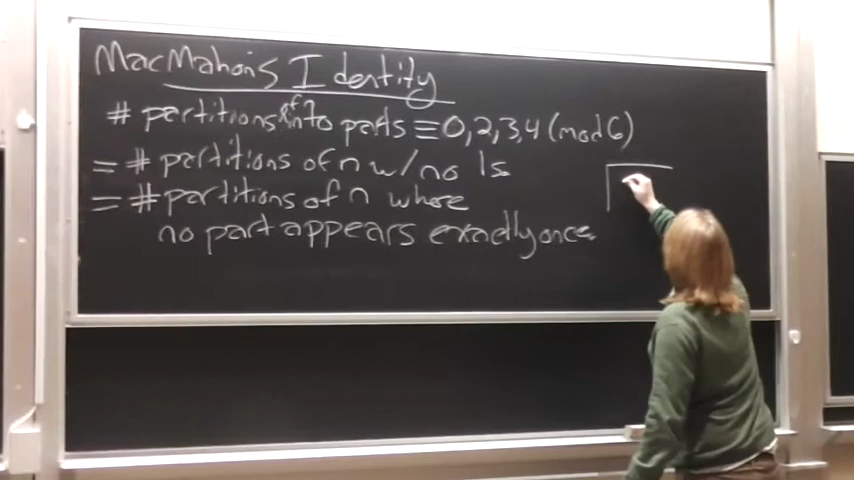 MacMahon's Identity
# partitions of n into parts ≡ 0, 2, 3, 4 (mod 6)
= # partitions of n w/ no 1s
= # partitions of n where
no part appears exactly once.